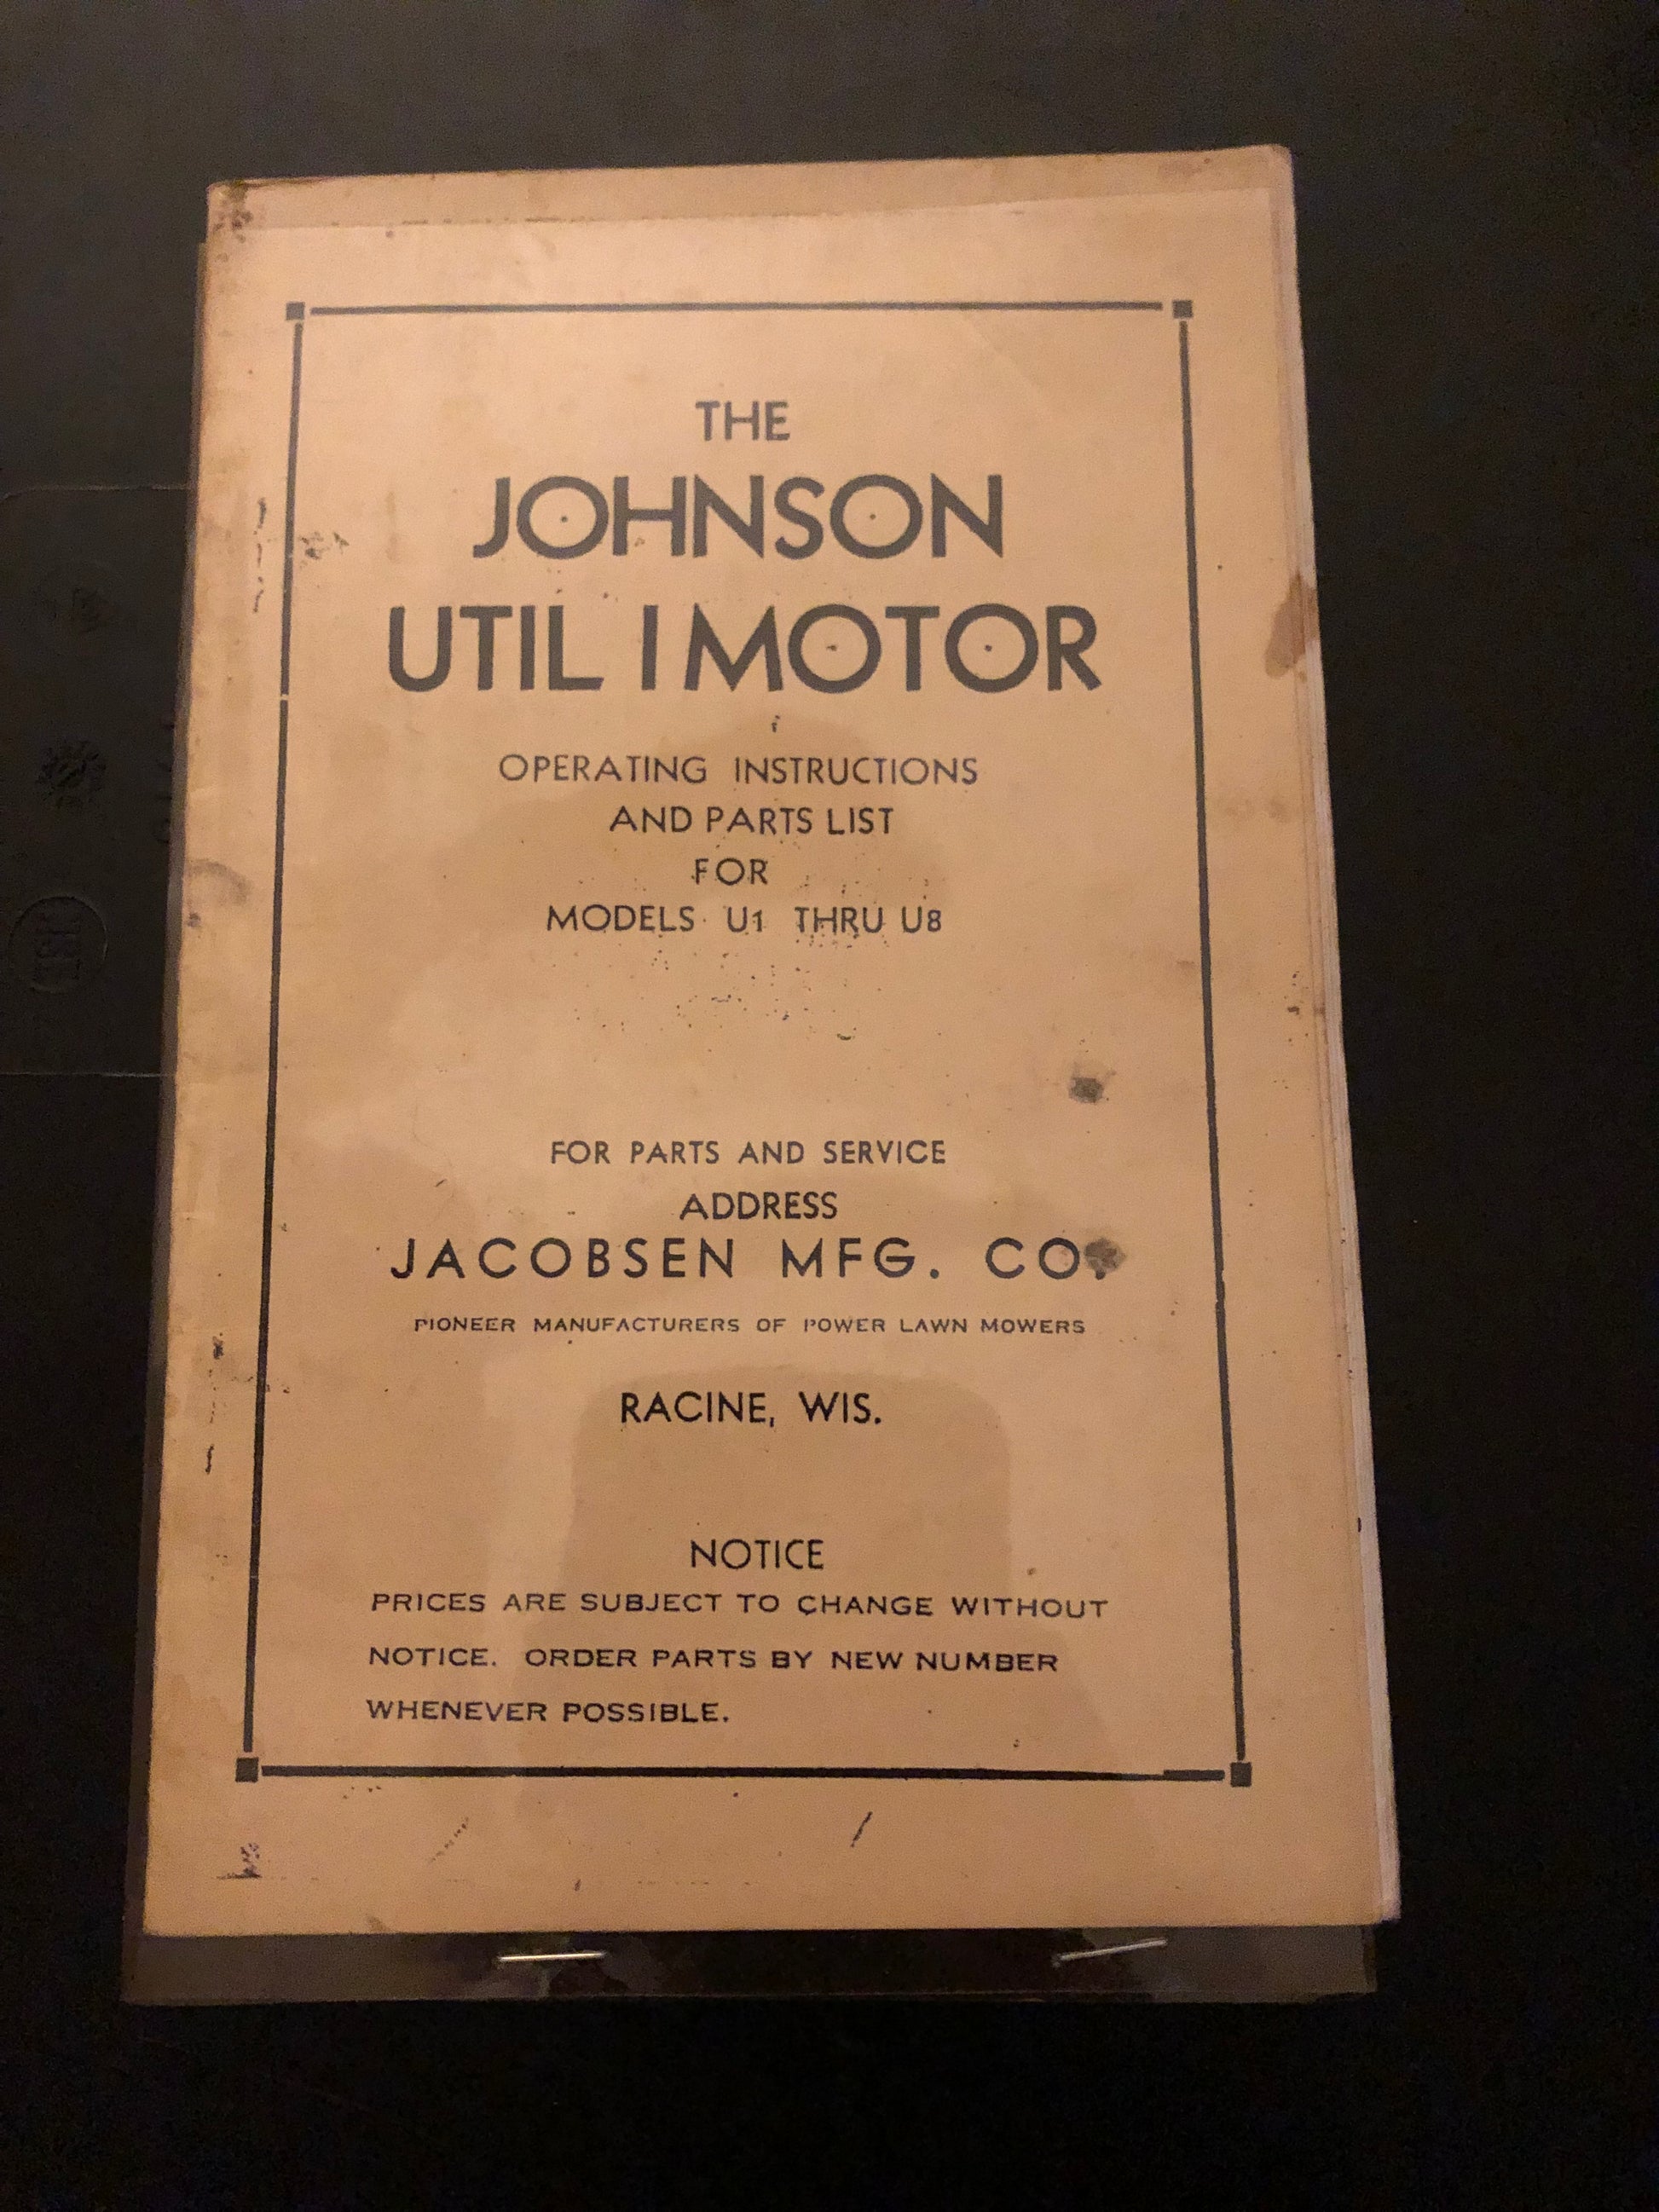 THE
JOHNSON
UTILIMOTOR
OPERATING INSTRUCTIONS
AND PARTS LIST
FOR
MODELS U1 THRU U8
FOR PARTS AND SERVICE
ADDRESS
JACOBSEN MFG. CO.
PIONEER MANUFACTURERS OF POWER LAWN MOWERS
RACINE, WIS.
NOTICE
PRICES ARE SUBJECT TO CHANGE WITHOUT
NOTICE. ORDER PARTS BY NEW NUMBER
WHENEVER POSSIBLE.